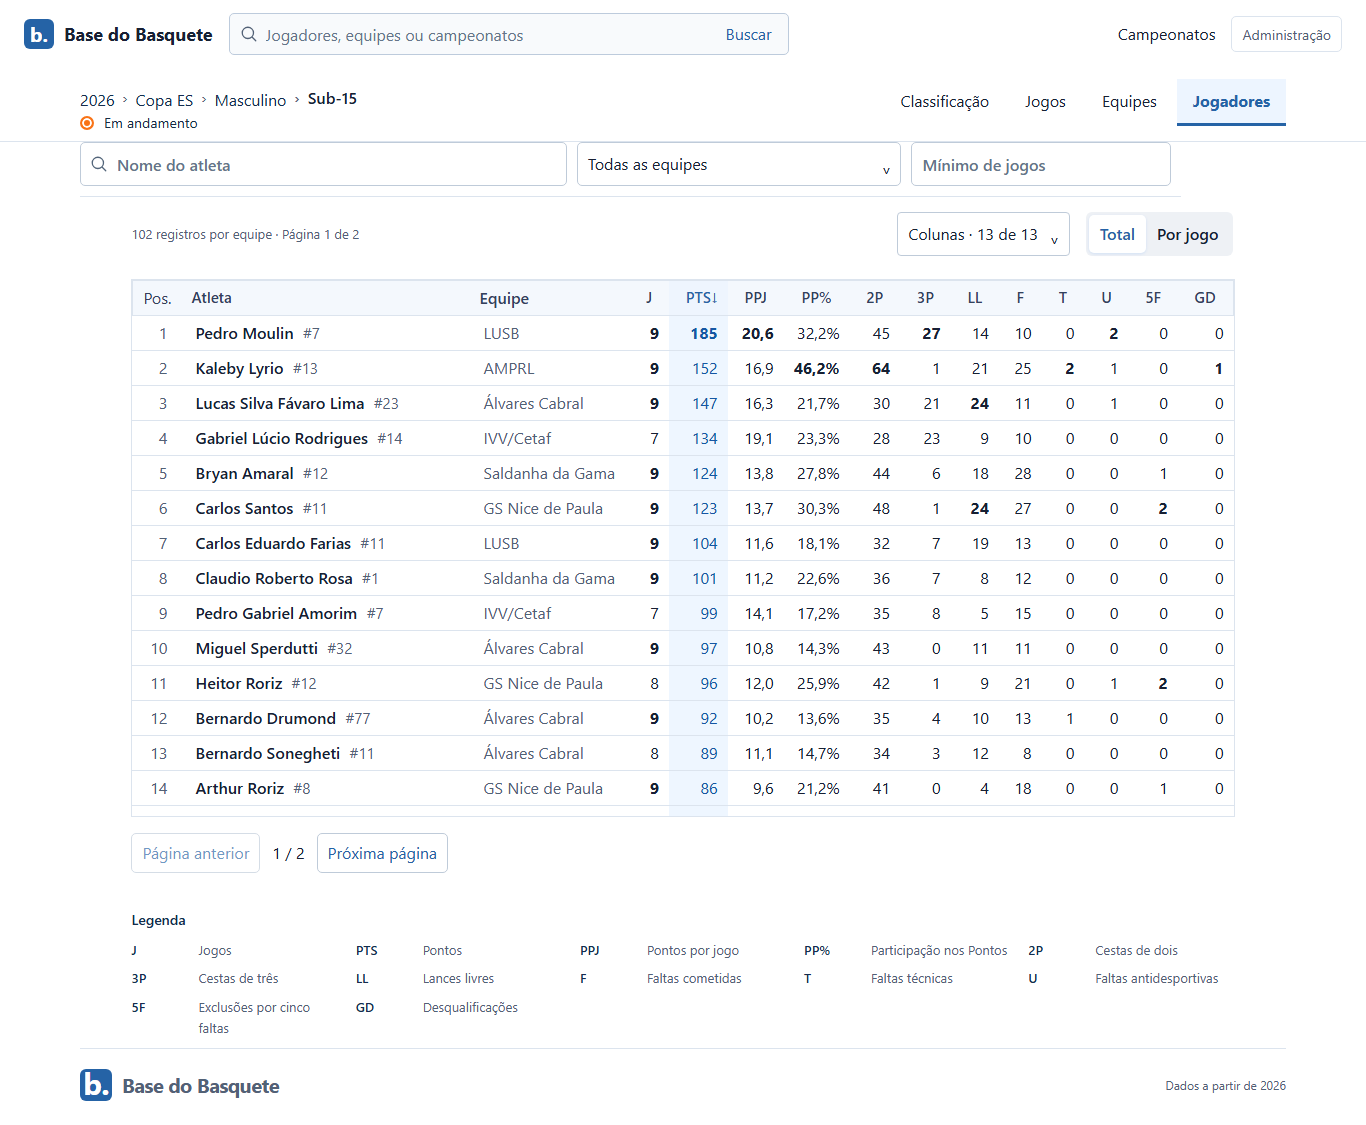 b. Base do Basquete Jogadores, equipes ou campeonatos Buscar Campeonatos Administração
2026 › Copa ES › Masculino › Sub-15 Classificação Jogos Equipes Jogadores
Em andamento
Nome do atleta Todas as equipes v Mínimo de jogos
102 registros por equipe · Página 1 de 2 Colunas · 13 de 13 v Total Por jogo
Pos. Atleta Equipe J PTS↓ PPJ PP% 2P 3P LL F T U 5F GD
1 Pedro Moulin #7 LUSB 9 185 20,6 32,2% 45 27 14 10 0 2 0 0
2 Kaleby Lyrio #13 AMPRL 9 152 16,9 46,2% 64 1 21 25 2 1 0 1
3 Lucas Silva Fávaro Lima #23 Álvares Cabral 9 147 16,3 21,7% 30 21 24 11 0 1 0 0
4 Gabriel Lúcio Rodrigues #14 IVV/Cetaf 7 134 19,1 23,3% 28 23 9 10 0 0 0 0
5 Bryan Amaral #12 Saldanha da Gama 9 124 13,8 27,8% 44 6 18 28 0 0 1 0
6 Carlos Santos #11 GS Nice de Paula 9 123 13,7 30,3% 48 1 24 27 0 0 2 0
7 Carlos Eduardo Farias #11 LUSB 9 104 11,6 18,1% 32 7 19 13 0 0 0 0
8 Claudio Roberto Rosa #1 Saldanha da Gama 9 101 11,2 22,6% 36 7 8 12 0 0 0 0
9 Pedro Gabriel Amorim #7 IVV/Cetaf 7 99 14,1 17,2% 35 8 5 15 0 0 0 0
10 Miguel Sperdutti #32 Álvares Cabral 9 97 10,8 14,3% 43 0 11 11 0 0 0 0
11 Heitor Roriz #12 GS Nice de Paula 8 96 12,0 25,9% 42 1 9 21 0 1 2 0
12 Bernardo Drumond #77 Álvares Cabral 9 92 10,2 13,6% 35 4 10 13 1 0 0 0
13 Bernardo Sonegheti #11 Álvares Cabral 8 89 11,1 14,7% 34 3 12 8 0 0 0 0
14 Arthur Roriz #8 GS Nice de Paula 9 86 9,6 21,2% 41 0 4 18 0 0 1 0
Página anterior 1 / 2 Próxima página
Legenda
J Jogos PTS Pontos PPJ Pontos por jogo PP% Participação nos Pontos 2P Cestas de dois
3P Cestas de três LL Lances livres F Faltas cometidas T Faltas técnicas U Faltas antidesportivas
5F Exclusões por cinco GD Desqualificações
faltas
b. Base do Basquete Dados a partir de 2026